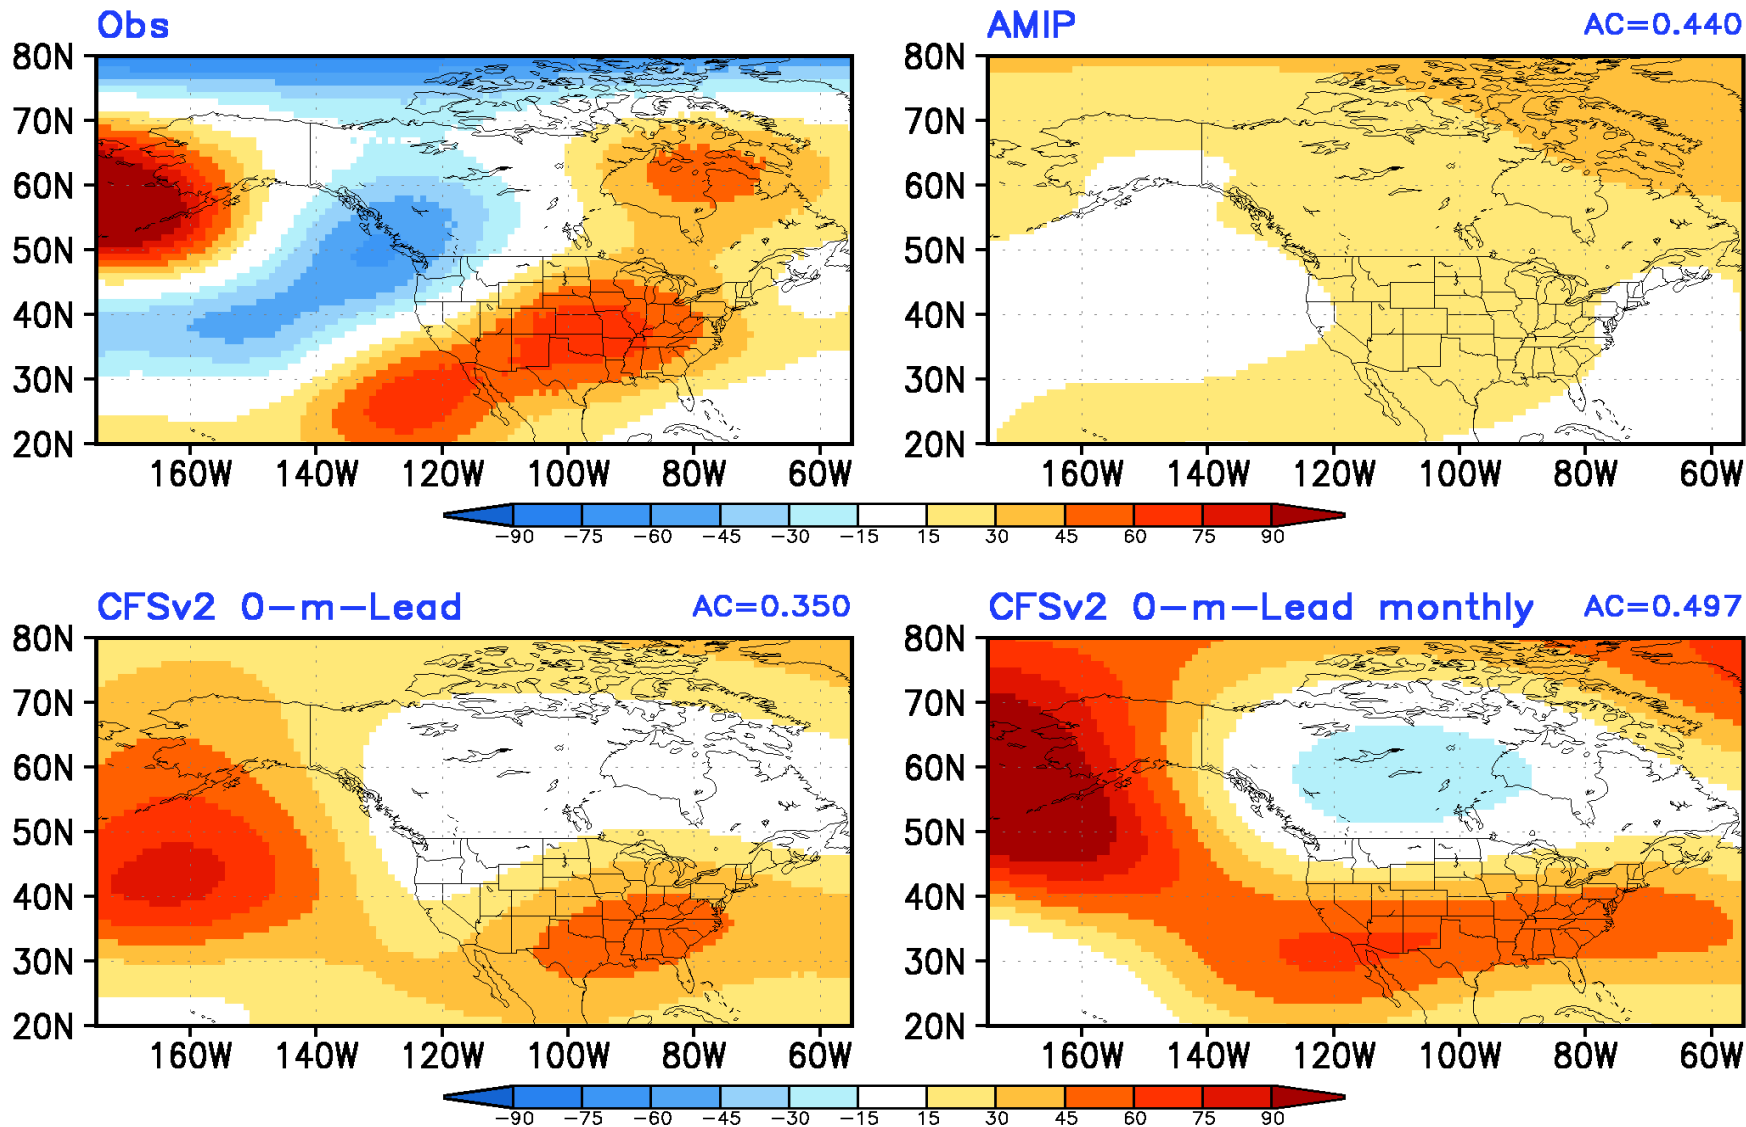 Obs
AMIP AC=0.440
80N 80N
70N 70N
60N 60N
50N 50N
40N 40N
30N 30N
20N 20N
160W 140W 120W 100W 80W 60W 160W 140W 120W 100W 80W 60W
−90 −75 −60 −45 −30 −15 15 30 45 60 75 90
CFSv2 0−m−Lead AC=0.350
CFSv2 0−m−Lead monthly AC=0.497
80N 80N
70N 70N
60N 60N
50N 50N
40N 40N
30N 30N
20N 20N
160W 140W 120W 100W 80W 60W 160W 140W 120W 100W 80W 60W
−90 −75 −60 −45 −30 −15 15 30 45 60 75 90